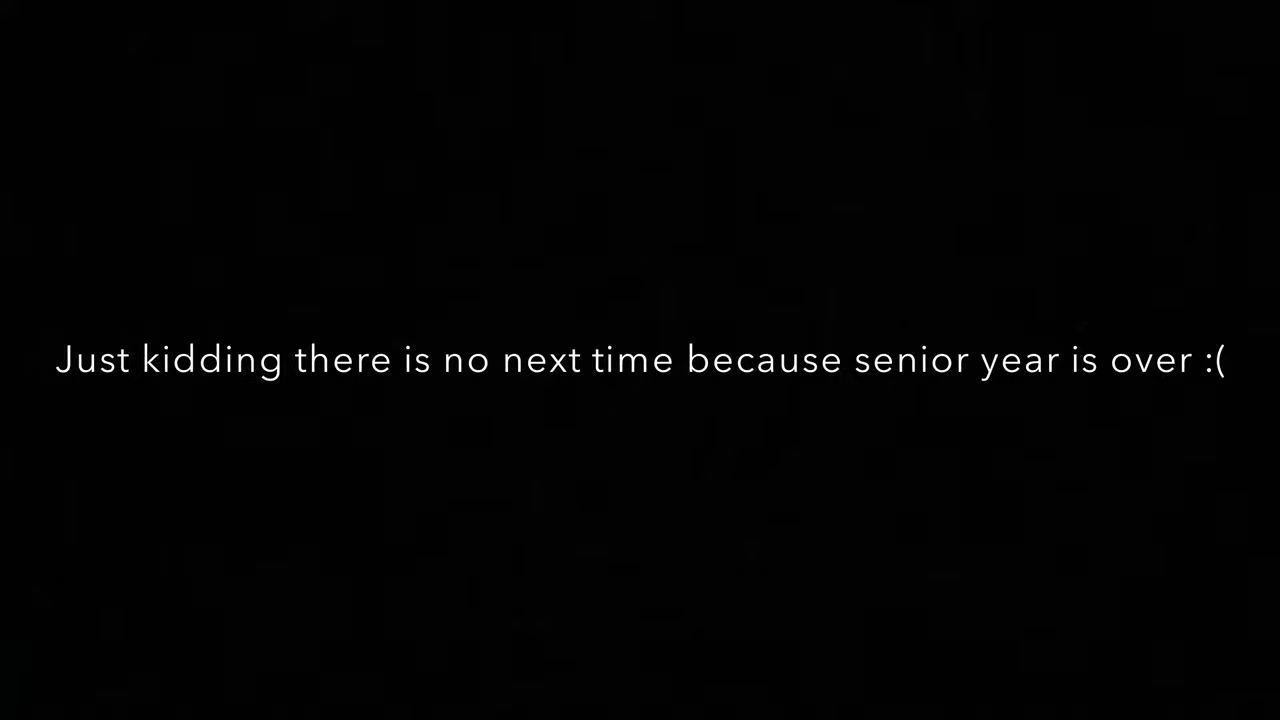 Just kidding there is no next time because senior year is over :(